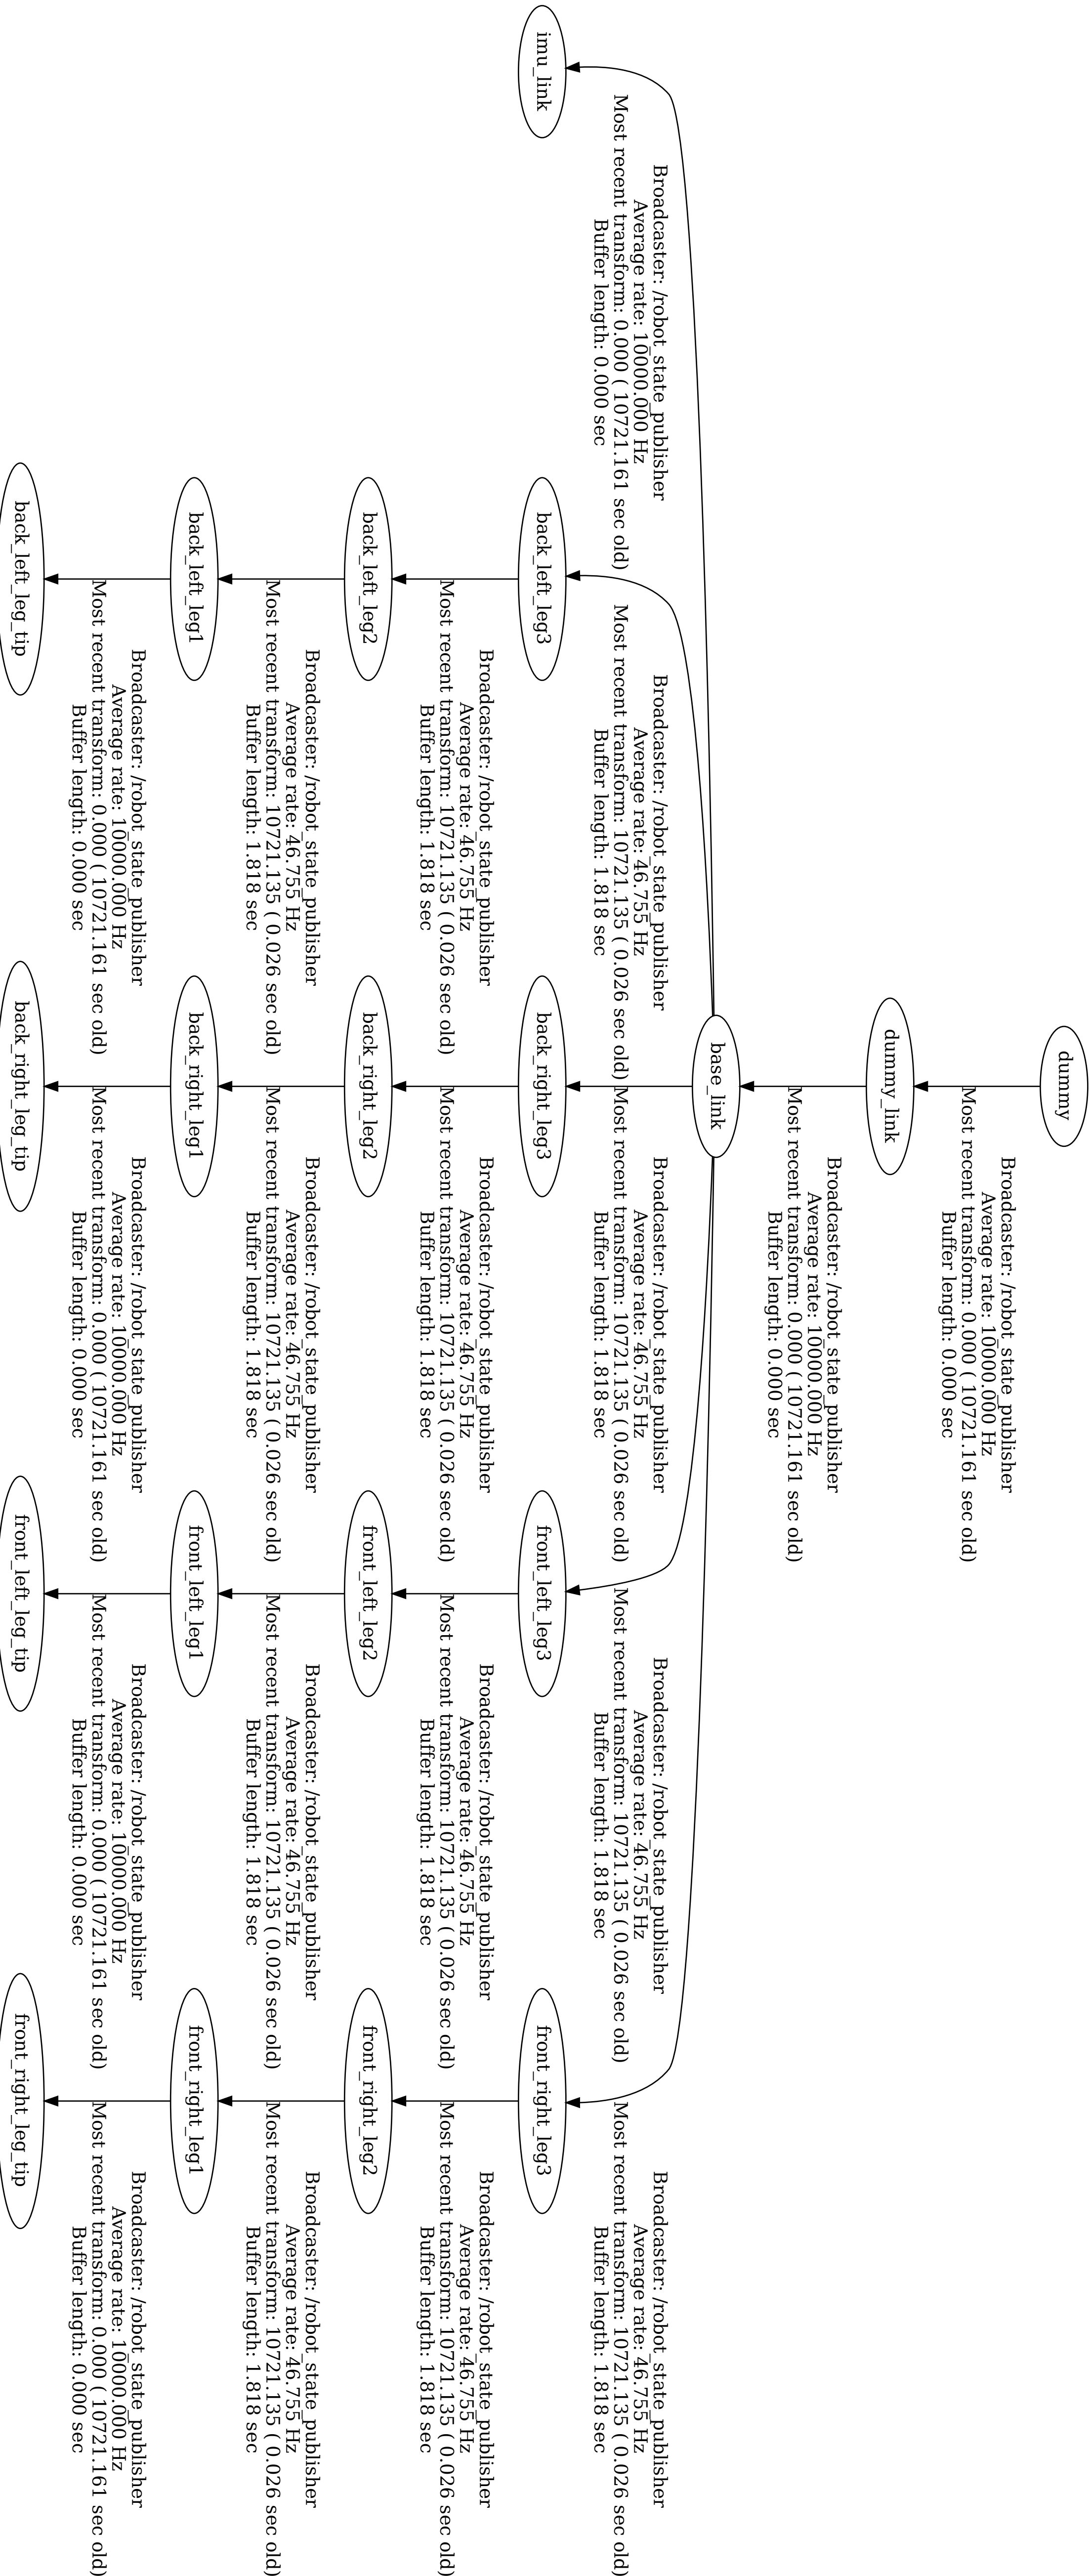 dummy
Broadcaster: /robot_state_publisher
Average rate: 10000.000 Hz
Most recent transform: 0.000 ( 10721.161 sec old)
Buffer length: 0.000 sec
dummy_link
Broadcaster: /robot_state_publisher
Average rate: 10000.000 Hz
Most recent transform: 0.000 ( 10721.161 sec old)
Buffer length: 0.000 sec
base_link
Broadcaster: /robot_state_publisher
Average rate: 10000.000 Hz
Most recent transform: 0.000 ( 10721.161 sec old)
Buffer length: 0.000 sec
Broadcaster: /robot_state_publisher
Average rate: 46.755 Hz
Most recent transform: 10721.135 ( 0.026 sec old)
Buffer length: 1.818 sec
Broadcaster: /robot_state_publisher
Average rate: 46.755 Hz
Most recent transform: 10721.135 ( 0.026 sec old)
Buffer length: 1.818 sec
Broadcaster: /robot_state_publisher
Average rate: 46.755 Hz
Most recent transform: 10721.135 ( 0.026 sec old)
Buffer length: 1.818 sec
Broadcaster: /robot_state_publisher
Average rate: 46.755 Hz
Most recent transform: 10721.135 ( 0.026 sec old)
Buffer length: 1.818 sec
imu_link
back_left_leg3
back_right_leg3
front_left_leg3
front_right_leg3
Broadcaster: /robot_state_publisher
Average rate: 46.755 Hz
Most recent transform: 10721.135 ( 0.026 sec old)
Buffer length: 1.818 sec
Broadcaster: /robot_state_publisher
Average rate: 46.755 Hz
Most recent transform: 10721.135 ( 0.026 sec old)
Buffer length: 1.818 sec
Broadcaster: /robot_state_publisher
Average rate: 46.755 Hz
Most recent transform: 10721.135 ( 0.026 sec old)
Buffer length: 1.818 sec
Broadcaster: /robot_state_publisher
Average rate: 46.755 Hz
Most recent transform: 10721.135 ( 0.026 sec old)
Buffer length: 1.818 sec
back_left_leg2
back_right_leg2
front_left_leg2
front_right_leg2
Broadcaster: /robot_state_publisher
Average rate: 46.755 Hz
Most recent transform: 10721.135 ( 0.026 sec old)
Buffer length: 1.818 sec
Broadcaster: /robot_state_publisher
Average rate: 46.755 Hz
Most recent transform: 10721.135 ( 0.026 sec old)
Buffer length: 1.818 sec
Broadcaster: /robot_state_publisher
Average rate: 46.755 Hz
Most recent transform: 10721.135 ( 0.026 sec old)
Buffer length: 1.818 sec
Broadcaster: /robot_state_publisher
Average rate: 46.755 Hz
Most recent transform: 10721.135 ( 0.026 sec old)
Buffer length: 1.818 sec
back_left_leg1
back_right_leg1
front_left_leg1
front_right_leg1
Broadcaster: /robot_state_publisher
Average rate: 10000.000 Hz
Most recent transform: 0.000 ( 10721.161 sec old)
Buffer length: 0.000 sec
Broadcaster: /robot_state_publisher
Average rate: 10000.000 Hz
Most recent transform: 0.000 ( 10721.161 sec old)
Buffer length: 0.000 sec
Broadcaster: /robot_state_publisher
Average rate: 10000.000 Hz
Most recent transform: 0.000 ( 10721.161 sec old)
Buffer length: 0.000 sec
Broadcaster: /robot_state_publisher
Average rate: 10000.000 Hz
Most recent transform: 0.000 ( 10721.161 sec old)
Buffer length: 0.000 sec
back_left_leg_tip
back_right_leg_tip
front_left_leg_tip
front_right_leg_tip